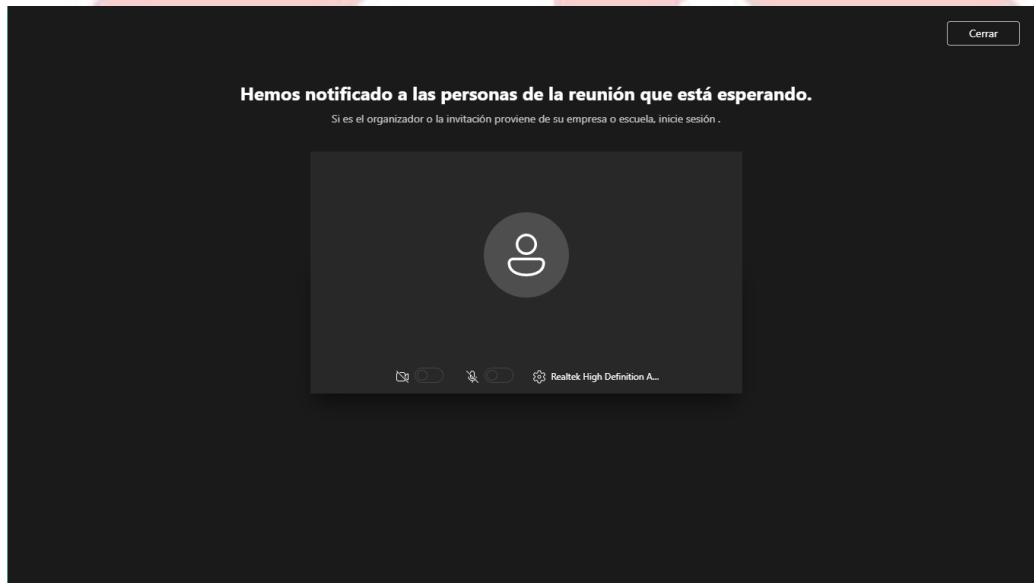 Cerrar
Hemos notificado a las personas de la reunión que está esperando.
Si es el organizador o la invitación proviene de su empresa o escuela, inicie sesión .
Realtek High Definition A...